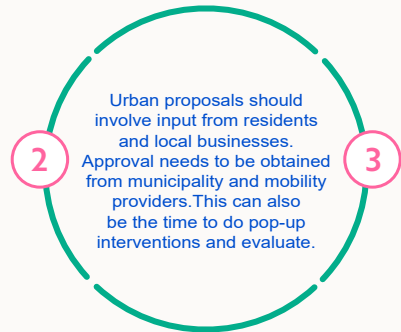 Urban proposals should
involve input from residents
and local businesses.
Approval needs to be obtained
from municipality and mobility
providers.This can also
be the time to do pop-up
interventions and evaluate.
2
3